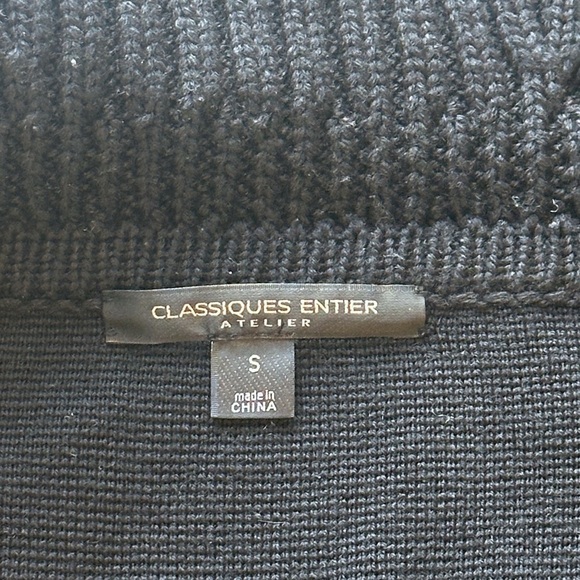 CLASSIQUES ENTIER
ATELIER
S
made in
CHINA